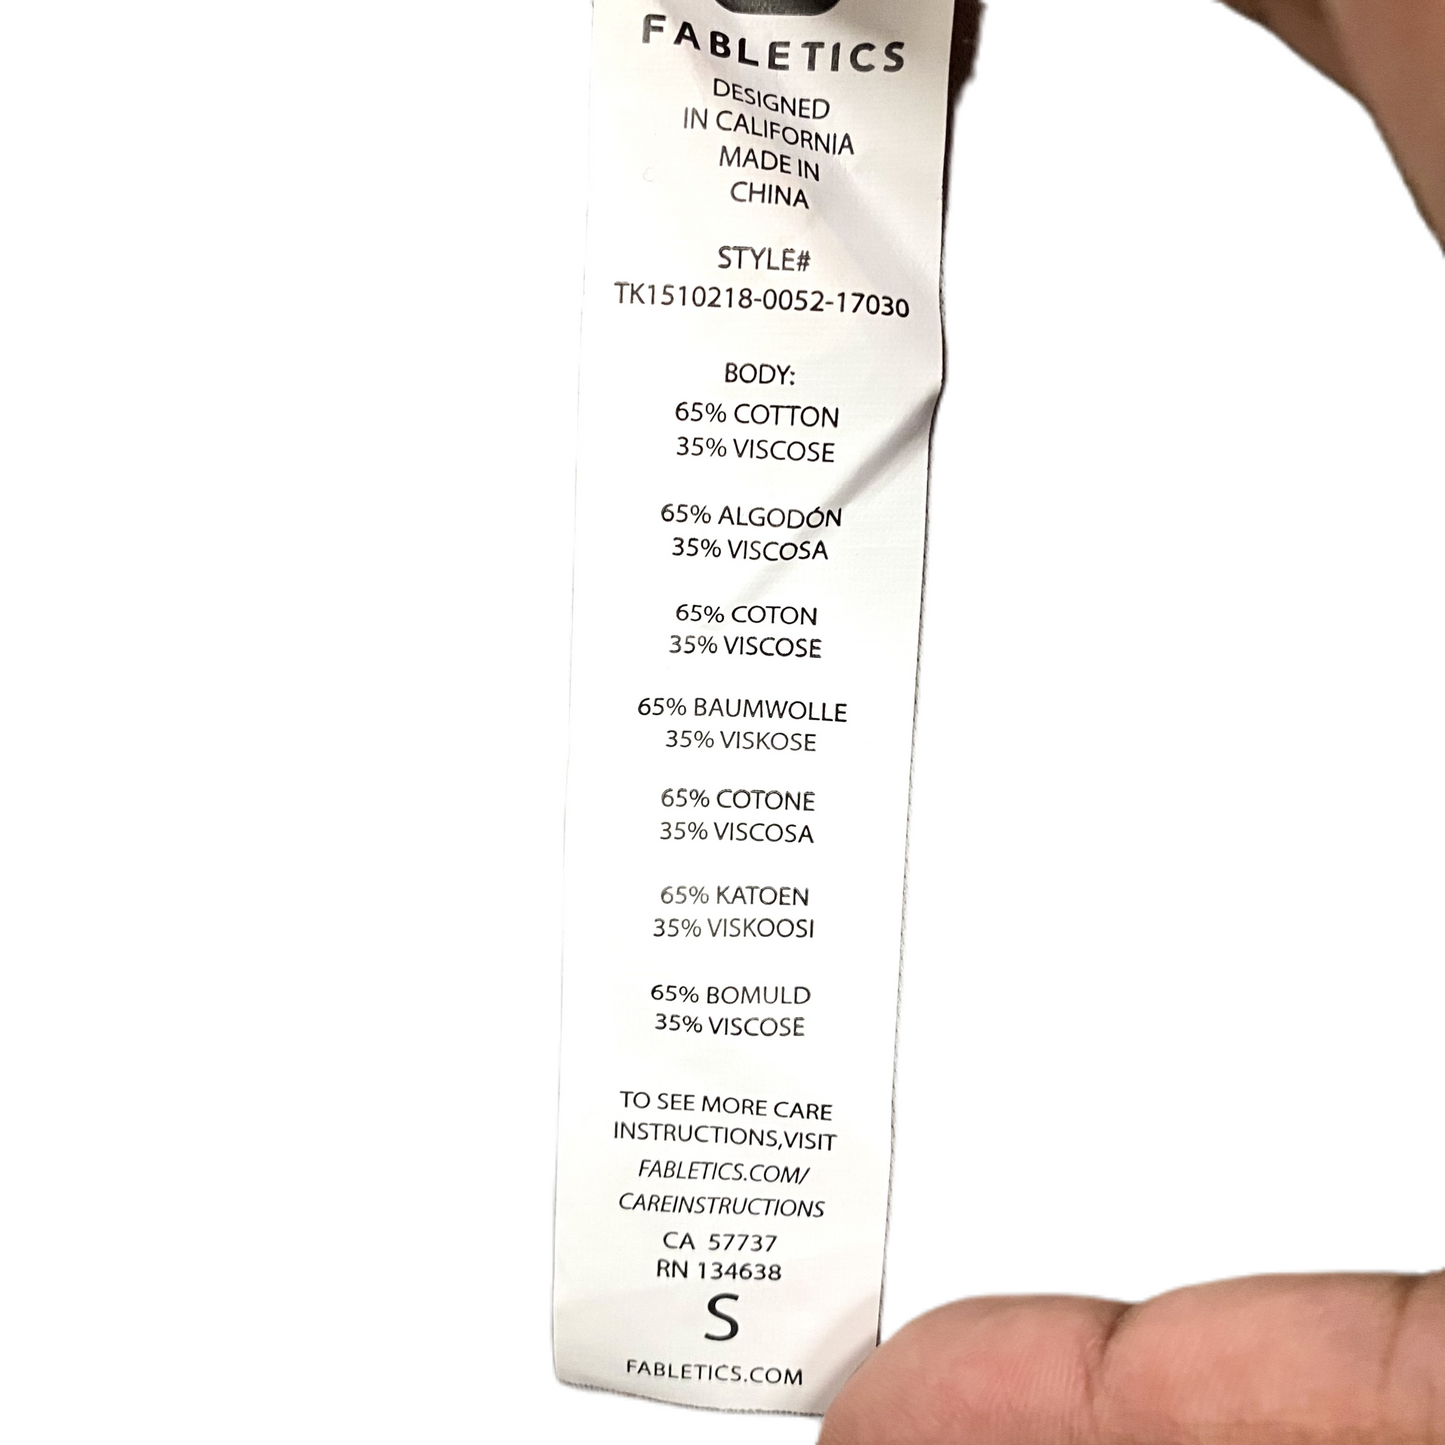 FABLETICS
DESIGNED
IN CALIFORNIA
MADE IN
CHINA
STYLE#
TK1510218-0052-17030
BODY:
65% COTTON
35% VISCOSE
65% ALGODÓN
35% VISCOSA
65% COTON
35% VISCOSE
65% BAUMWOLLE
35% VISKOSE
65% COTONE
35% VISCOSA
65% KATOEN
35% VISKOOSI
65% BOMULD
35% VISCOSE
TO SEE MORE CARE
INSTRUCTIONS,VISIT
FABLETICS.COM/
CAREINSTRUCTIONS
CA 57737
RN 134638
S
FABLETICS.COM